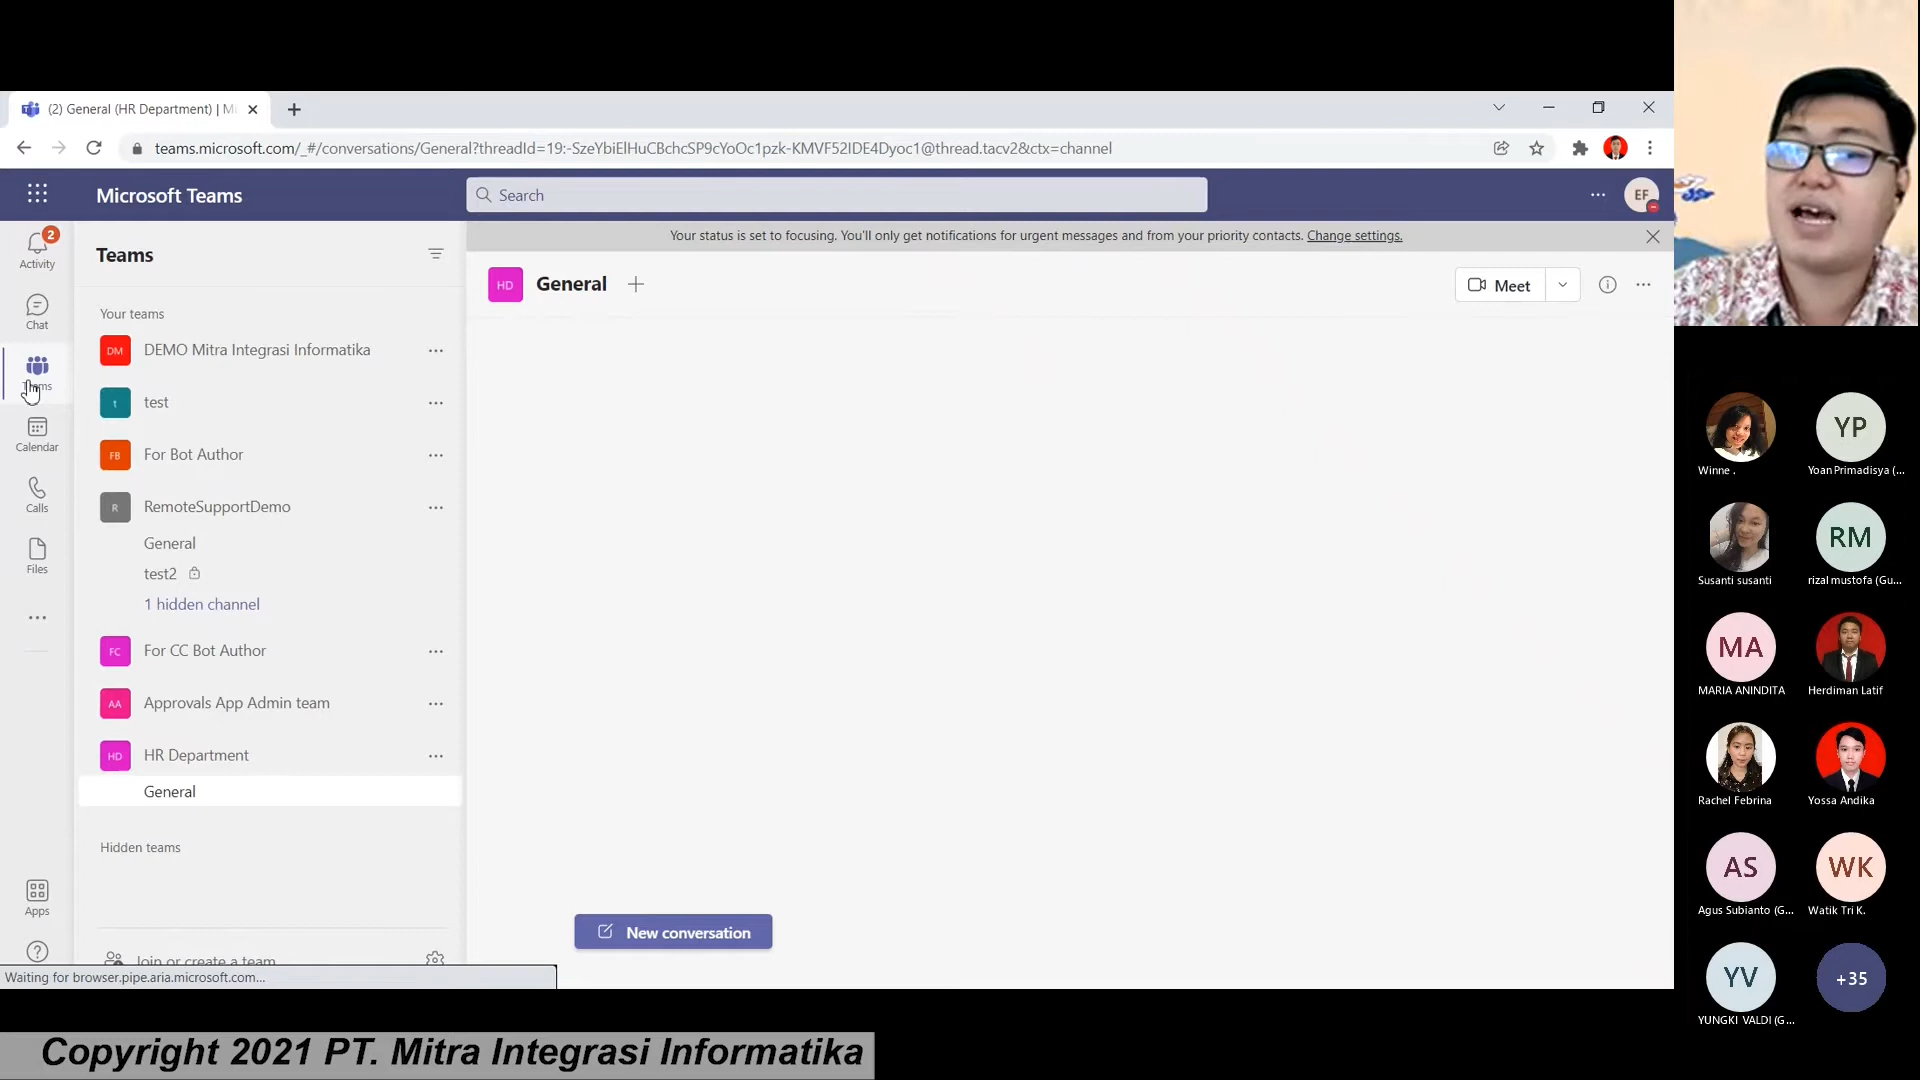 (2) General (HR Department) | Mi
teams.microsoft.com/_#/conversations/General?threadId=19:-SzeYbiElHuCBchcSP9cYoOc1pzk-KMVF52IDE4Dyoc1@thread.tacv2&ctx=channel
Microsoft Teams
Search
EF
2
Activity
Chat
Teams
Calendar
Calls
Files
Apps
Teams
Your teams
DM DEMO Mitra Integrasi Informatika
t test
FB For Bot Author
R RemoteSupportDemo
General
test2
1 hidden channel
FC For CC Bot Author
AA Approvals App Admin team
HD HR Department
General
Hidden teams
Join or create a team
Waiting for browser.pipe.aria.microsoft.com...
Your status is set to focusing. You'll only get notifications for urgent messages and from your priority contacts. Change settings.
HD General
Meet
New conversation
Winne .
YP
Yoan Primadisya (...
Susanti susanti
RM
rizal mustofa (Gu...
MA
MARIA ANINDITA
Herdiman Latif
Rachel Febrina
Yossa Andika
AS
Agus Subianto (G...
WK
Watik Tri K.
YV
YUNGKI VALDI (G...
+35
Copyright 2021 PT. Mitra Integrasi Informatika